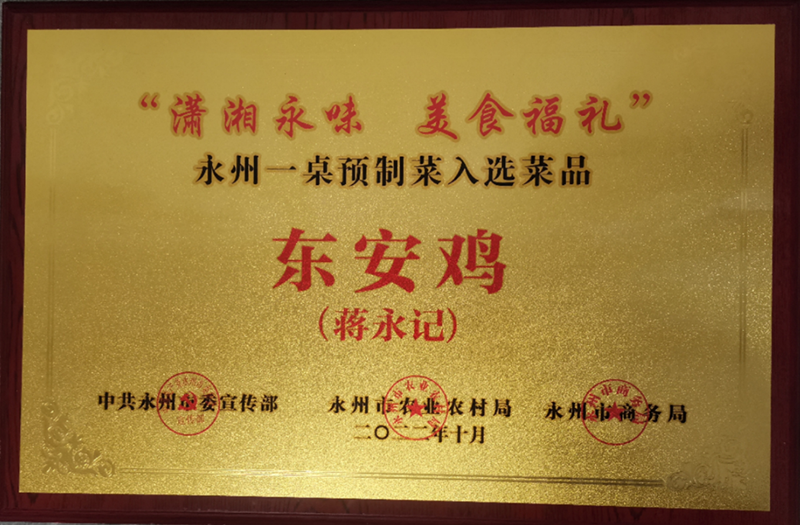 “潇湘永味 美食福礼”
永州一桌预制菜入选菜品
东安鸡
（蒋永记）
中共永州市委宣传部 永州市农业农村局 永州市商务局
二〇二二年十月